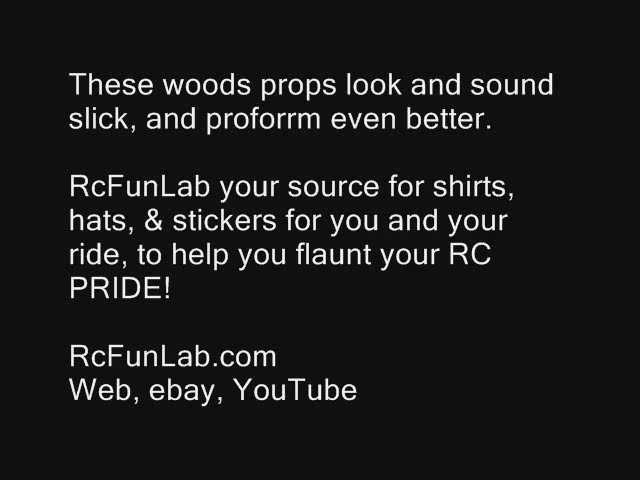 These woods props look and sound
slick, and proforrm even better.
RcFunLab your source for shirts,
hats, & stickers for you and your
ride, to help you flaunt your RC
PRIDE!
RcFunLab.com
Web, ebay, YouTube